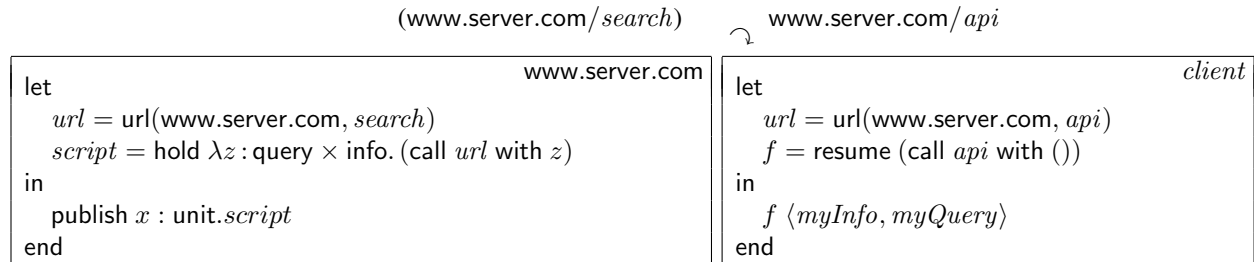 (www.server.com/search) ↷ www.server.com/api
www.server.com
let
url = url(www.server.com, search)
script = hold λz : query × info. (call url with z)
in
publish x : unit.script
end
client
let
url = url(www.server.com, api)
f = resume (call api with ())
in
f ⟨myInfo, myQuery⟩
end